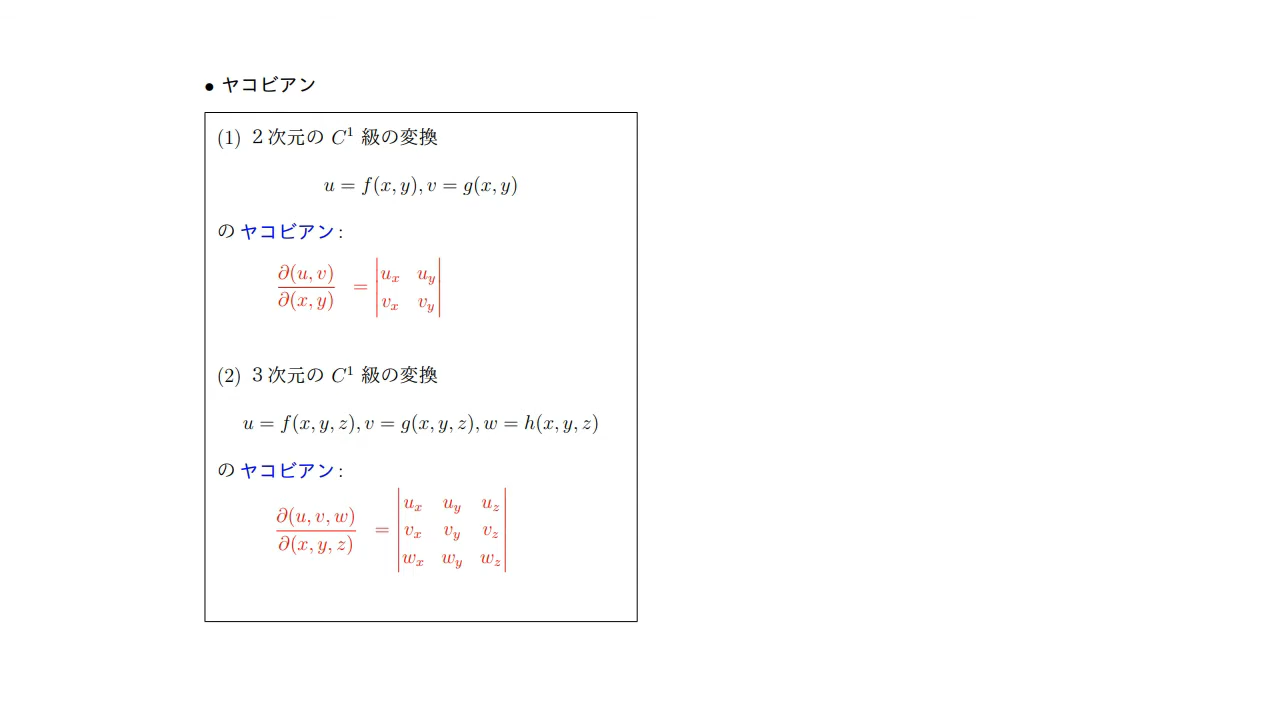 • ヤコビアン
(1) 2 次元の C¹ 級の変換
u = f(x, y), v = g(x, y)
の ヤコビアン :
∂(u, v)/∂(x, y) = |u_x u_y|
|v_x v_y|
(2) 3 次元の C¹ 級の変換
u = f(x, y, z), v = g(x, y, z), w = h(x, y, z)
の ヤコビアン :
|u_x u_y u_z|
∂(u, v, w)/∂(x, y, z) = |v_x v_y v_z|
|w_x w_y w_z|